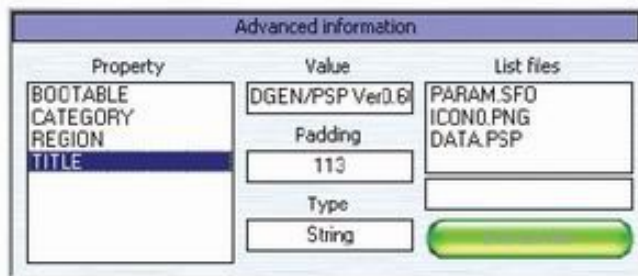 Advanced information
Property
BOOTABLE
CATEGORY
REGION
TITLE
Value
DGEN/PSP Ver0.6
Padding
113
Type
String
List files
PARAM.SFO
ICON0.PNG
DATA.PSP